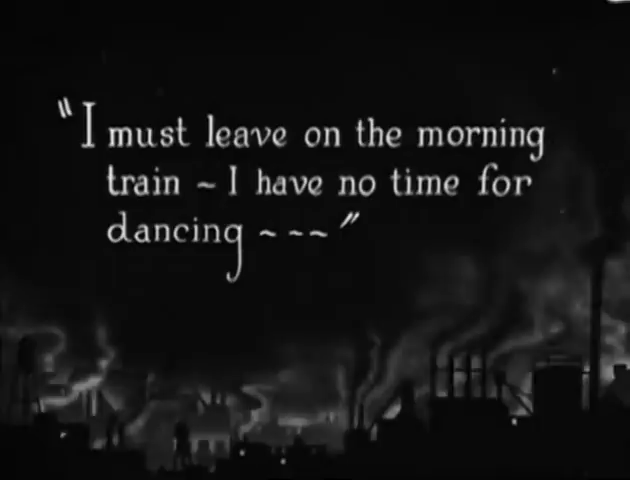 "I must leave on the morning
train ~ I have no time for
dancing ~ ~ ~"